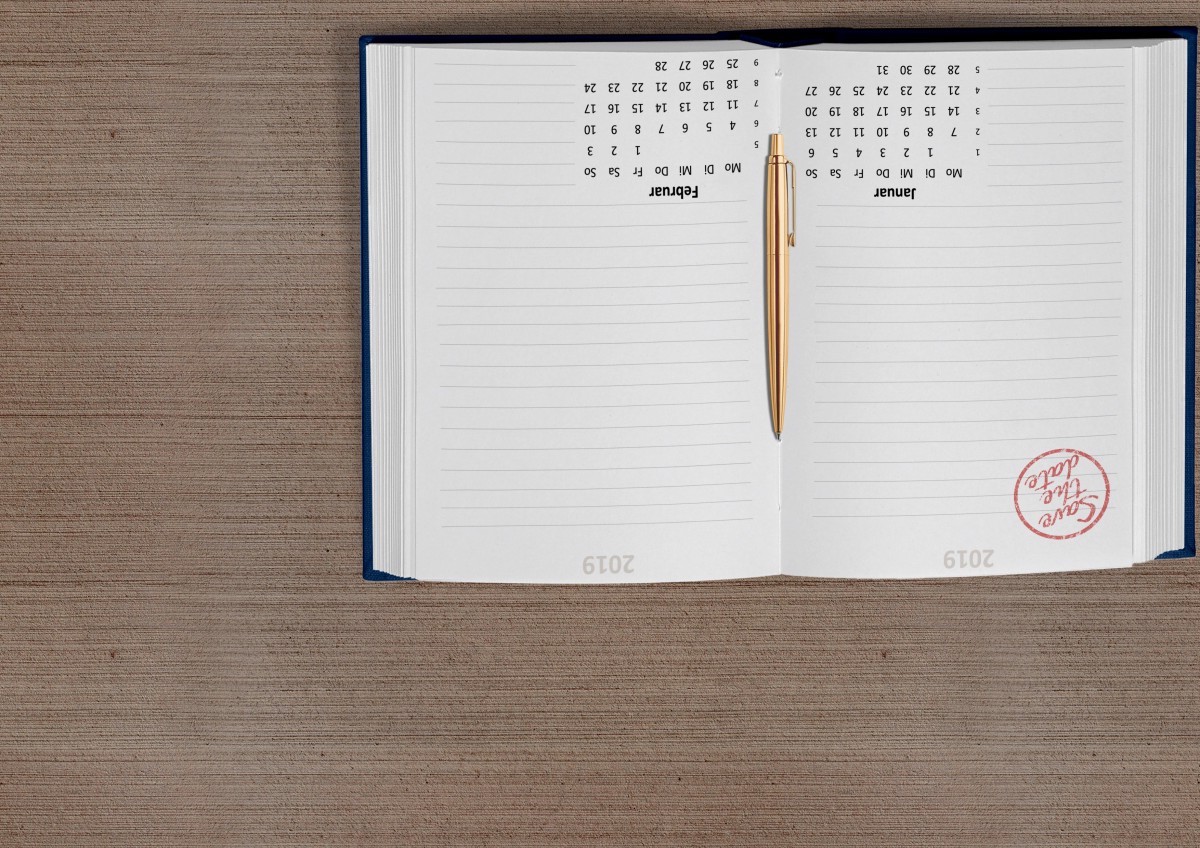 Save
the
date
2019
Januar
Mo Di Mi Do Fr Sa So
1 1 2 3 4 5 6
2 7 8 9 10 11 12 13
3 14 15 16 17 18 19 20
4 21 22 23 24 25 26 27
5 28 29 30 31
2019
Februar
Mo Di Mi Do Fr Sa So
5 1 2 3
6 4 5 6 7 8 9 10
7 11 12 13 14 15 16 17
8 18 19 20 21 22 23 24
9 25 26 27 28